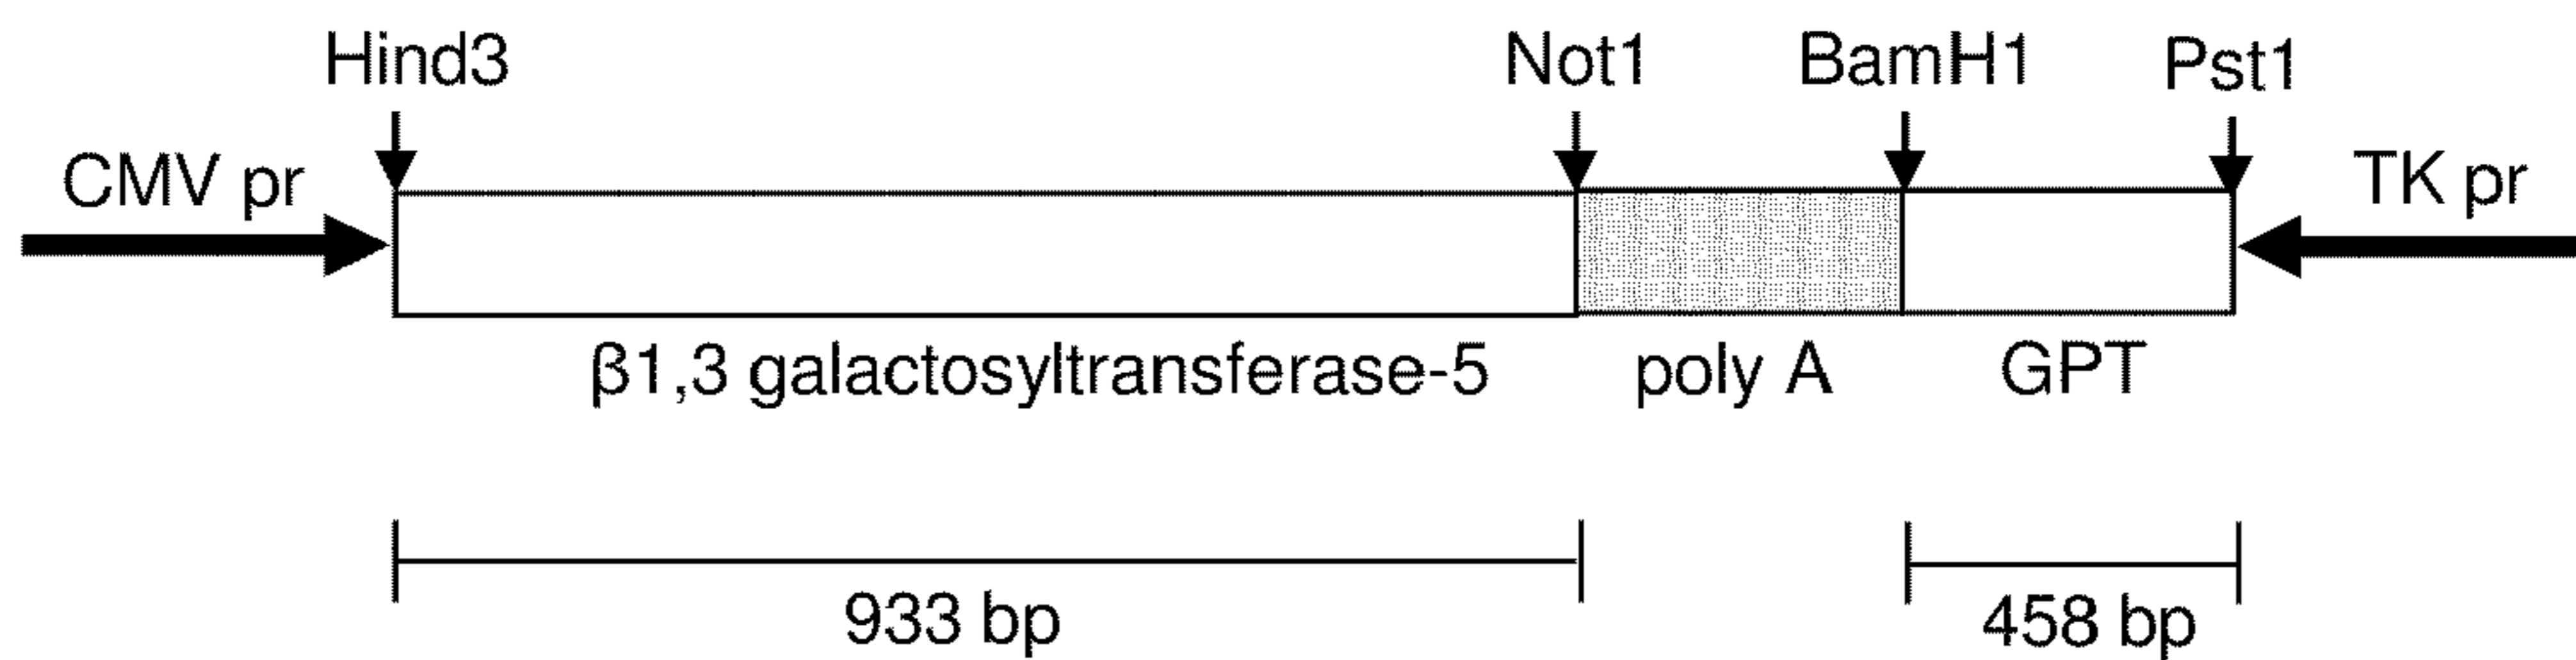 Hind3 Not1 BamH1 Pst1
CMV pr TK pr
β1,3 galactosyltransferase-5 poly A GPT
933 bp 458 bp